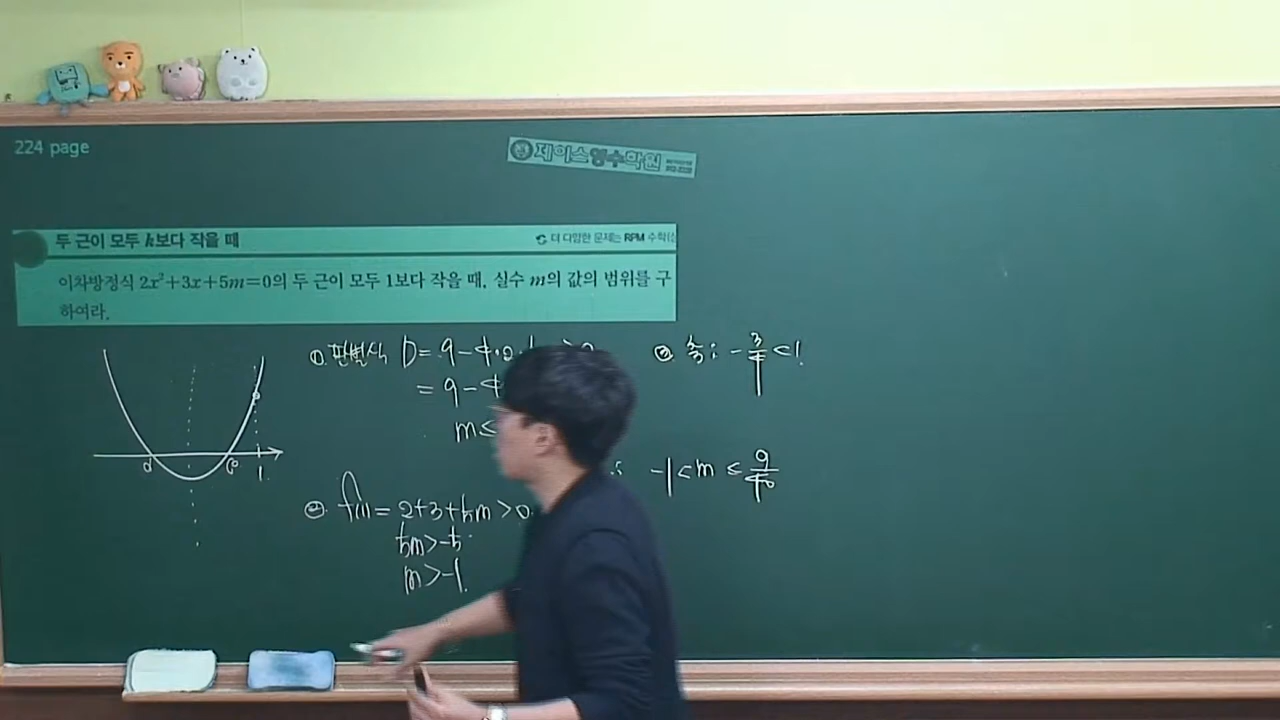 224 page
제이스영수학원
두 근이 모두 k보다 작을 때
더 다양한 문제는 RPM 수학(상
이차방정식 2x²+3x+5m=0의 두 근이 모두 1보다 작을 때, 실수 m의 값의 범위를 구
하여라.
① 판별식 D = 9-4·2·
= 9-4
m≤
α β 1
② f(1) = 2+3+5m>0
5m>-5
m>-1
③ 축: -3/4<1
-1<m≤9/40